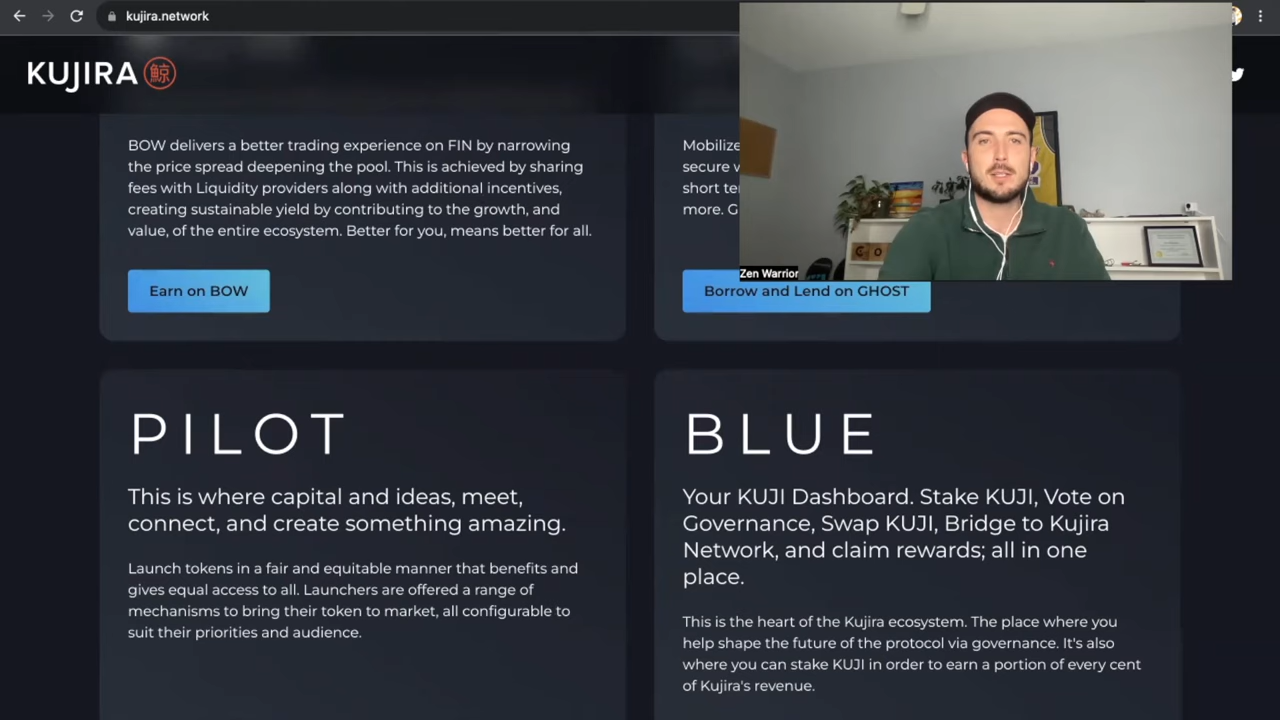 kujira.network
KUJIRA 鯨
BOW delivers a better trading experience on FIN by narrowing
the price spread deepening the pool. This is achieved by sharing
fees with Liquidity providers along with additional incentives,
creating sustainable yield by contributing to the growth, and
value, of the entire ecosystem. Better for you, means better for all.
Earn on BOW
Mobilize
secure
short
more. G
Zen Warrior
Borrow and Lend on GHOST
PILOT
This is where capital and ideas, meet,
connect, and create something amazing.
Launch tokens in a fair and equitable manner that benefits and
gives equal access to all. Launchers are offered a range of
mechanisms to bring their token to market, all configurable to
suit their priorities and audience.
BLUE
Your KUJI Dashboard. Stake KUJI, Vote on
Governance, Swap KUJI, Bridge to Kujira
Network, and claim rewards; all in one
place.
This is the heart of the Kujira ecosystem. The place where you
help shape the future of the protocol via governance. It's also
where you can stake KUJI in order to earn a portion of every cent
of Kujira's revenue.